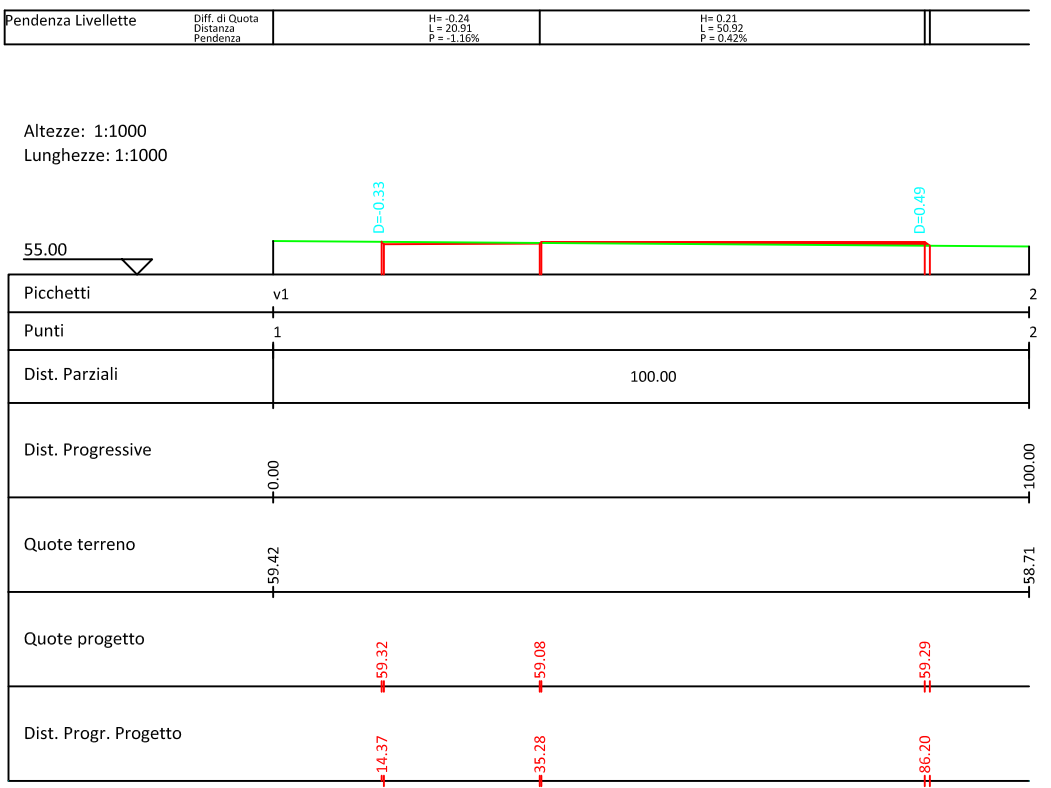 Pendenza Livellette
Diff. di Quota
Distanza
Pendenza
H= -0.24
L = 20.91
P = -1.16%
H= 0.21
L = 50.92
P = 0.42%
Altezze: 1:1000
Lunghezze: 1:1000
D=-0.33
D=0.49
55.00
Picchetti
v1
2
Punti
1
2
Dist. Parziali
100.00
Dist. Progressive
0.00
100.00
Quote terreno
59.42
58.71
Quote progetto
59.32
59.08
59.29
Dist. Progr. Progetto
14.37
35.28
86.20